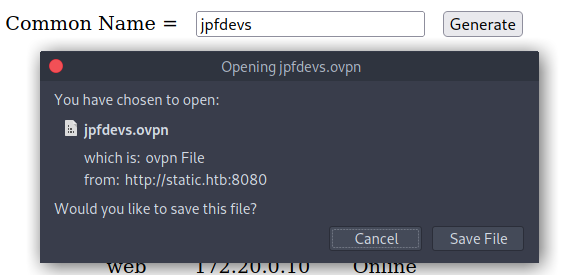 Common Name = jpfdevs Generate
Opening jpfdevs.ovpn
You have chosen to open:
jpfdevs.ovpn
which is: ovpn File
from: http://static.htb:8080
Would you like to save this file?
Cancel Save File
web 172.20.0.10 Online